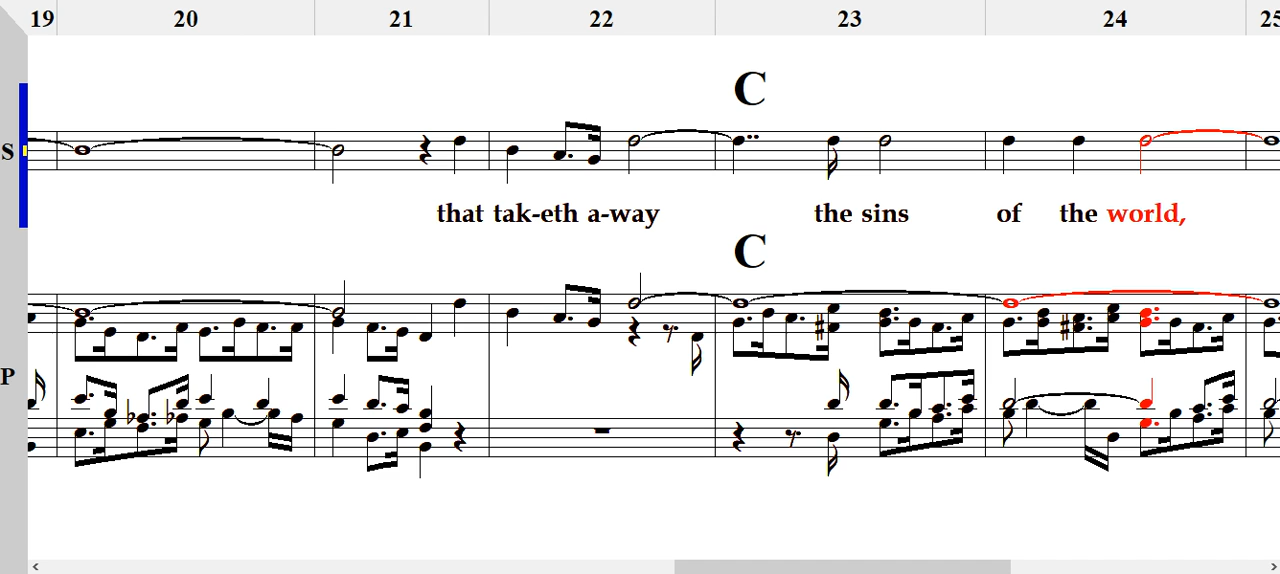 19 20 21 22 23 24 25
C
S
that tak-eth a-way the sins of the world,
C
P